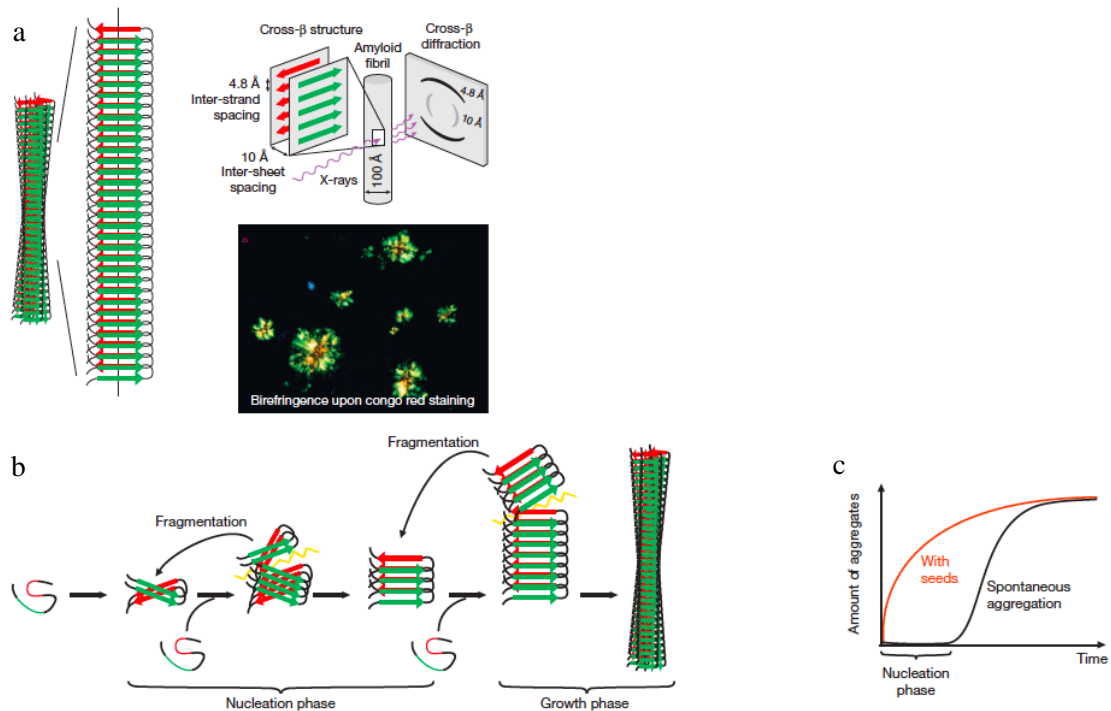 a
Cross-β structure
4.8 Å
Inter-strand
spacing
10 Å
Inter-sheet
spacing
X-rays
Amyloid
fibril
100 Å
Cross-β
diffraction
4.8 Å
10 Å
Birefringence upon congo red staining
b
Fragmentation
Fragmentation
Nucleation phase
Growth phase
c
Amount of aggregates
With
seeds
Spontaneous
aggregation
Time
Nucleation
phase